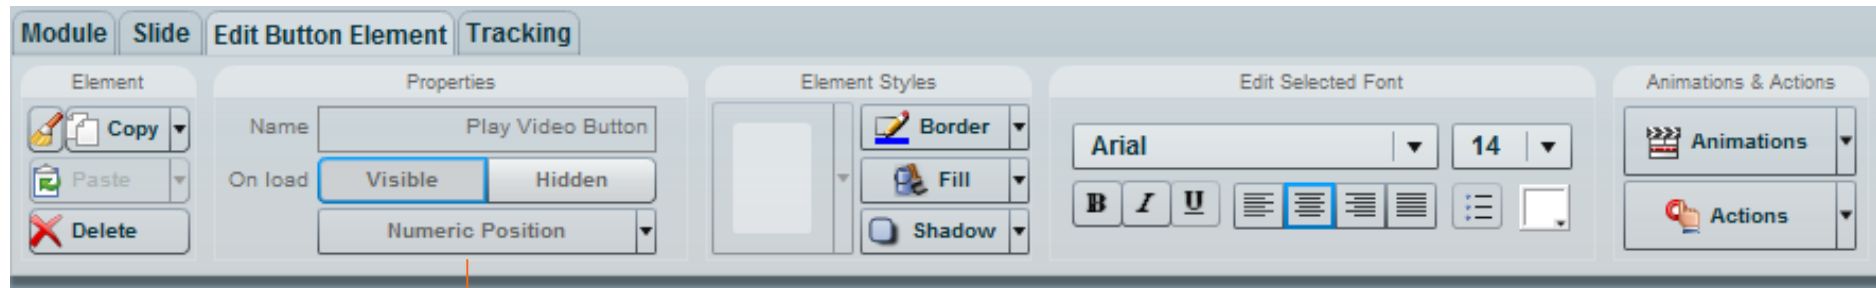 Module Slide Edit Button Element Tracking
Element
Copy
Paste
Delete
Properties
Name Play Video Button
On load Visible Hidden
Numeric Position
Element Styles
Border
Fill
Shadow
Edit Selected Font
Arial 14
B I U
Animations & Actions
Animations
Actions